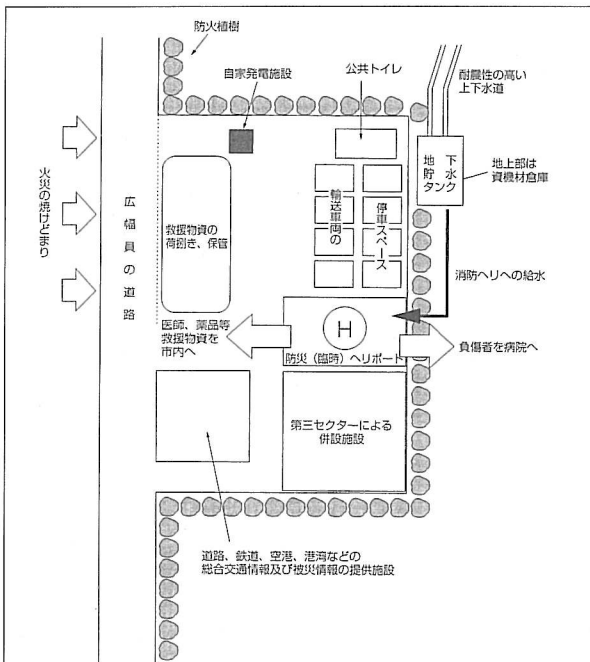 防火植樹
自家発電施設
公共トイレ
耐震性の高い
上下水道
地下
貯水
タンク
地上部は
資機材倉庫
火災の焼けどまり
広幅員の道路
救援物資の
荷捌き、保管
輸送車両の
停車スペース
消防ヘリへの給水
医師、薬品等
救援物資を
市内へ
H
防災（臨時）ヘリポート
負傷者を病院へ
第三セクターによる
併設施設
道路、鉄道、空港、港湾などの
総合交通情報及び被災情報の提供施設